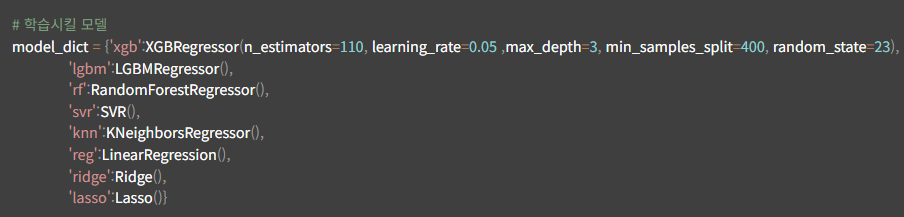 # 학습시킬 모델
model_dict = {'xgb':XGBRegressor(n_estimators=110, learning_rate=0.05 ,max_depth=3, min_samples_split=400, random_state=23),
'lgbm':LGBMRegressor(),
'rf':RandomForestRegressor(),
'svr':SVR(),
'knn':KNeighborsRegressor(),
'reg':LinearRegression(),
'ridge':Ridge(),
'lasso':Lasso()}